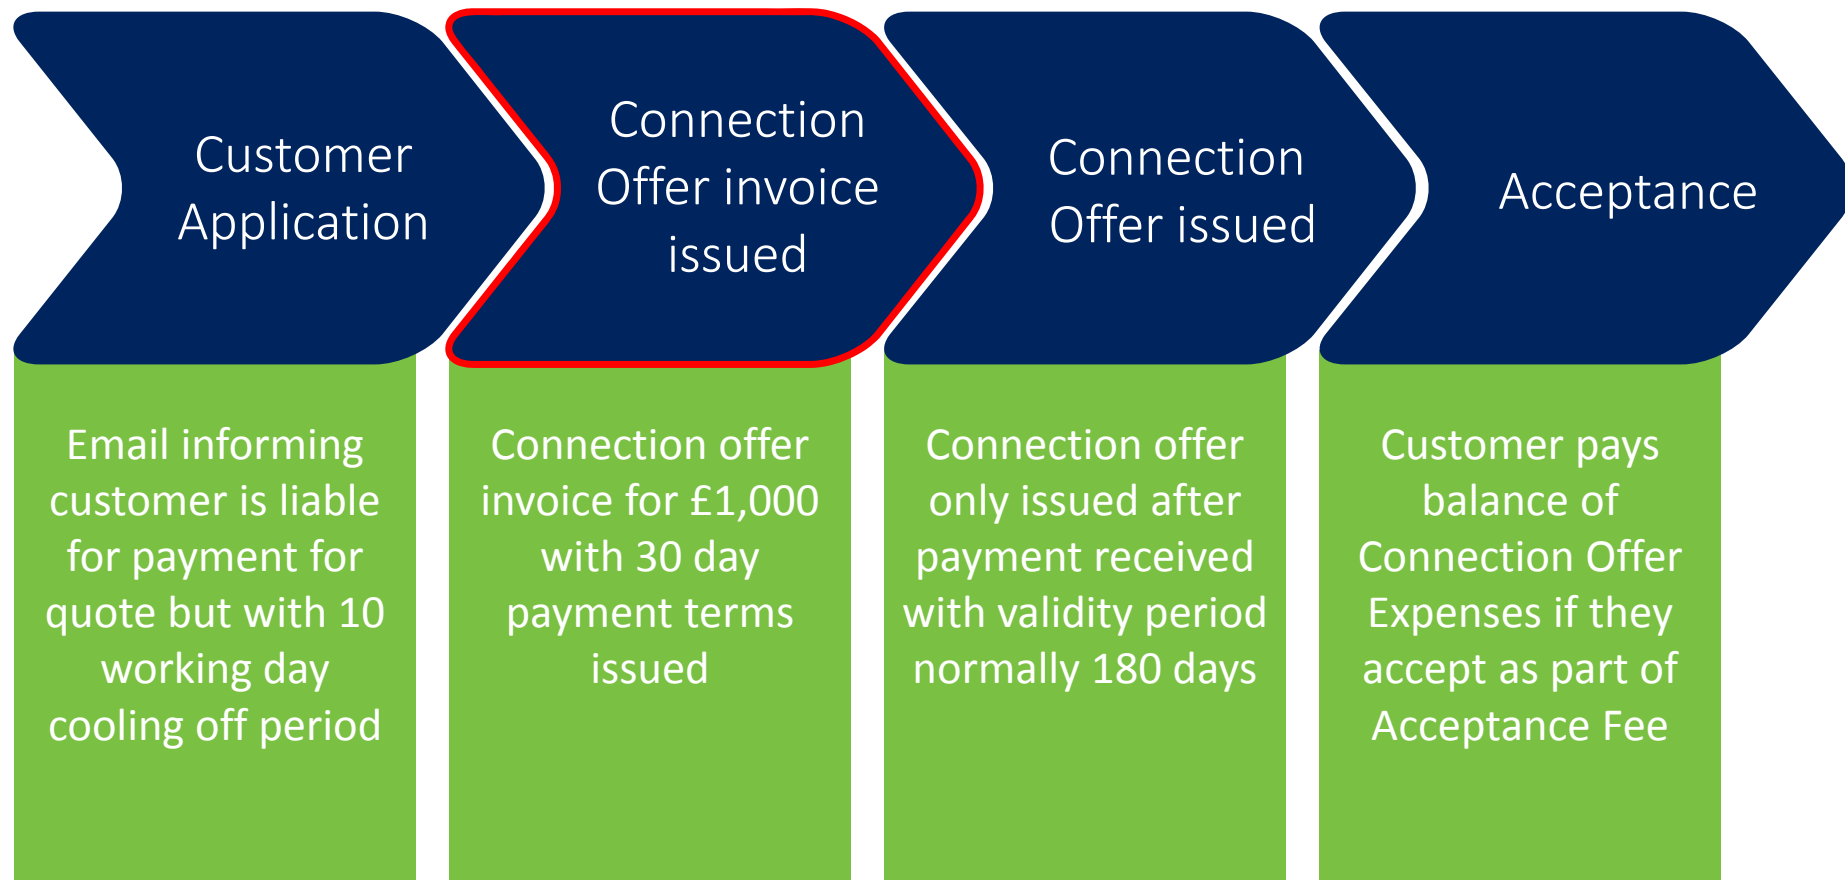 Customer
Application
Connection
Offer invoice
issued
Connection
Offer issued
Acceptance
Email informing
customer is liable
for payment for
quote but with 10
working day
cooling off period
Connection offer
invoice for £1,000
with 30 day
payment terms
issued
Connection offer
only issued after
payment received
with validity period
normally 180 days
Customer pays
balance of
Connection Offer
Expenses if they
accept as part of
Acceptance Fee